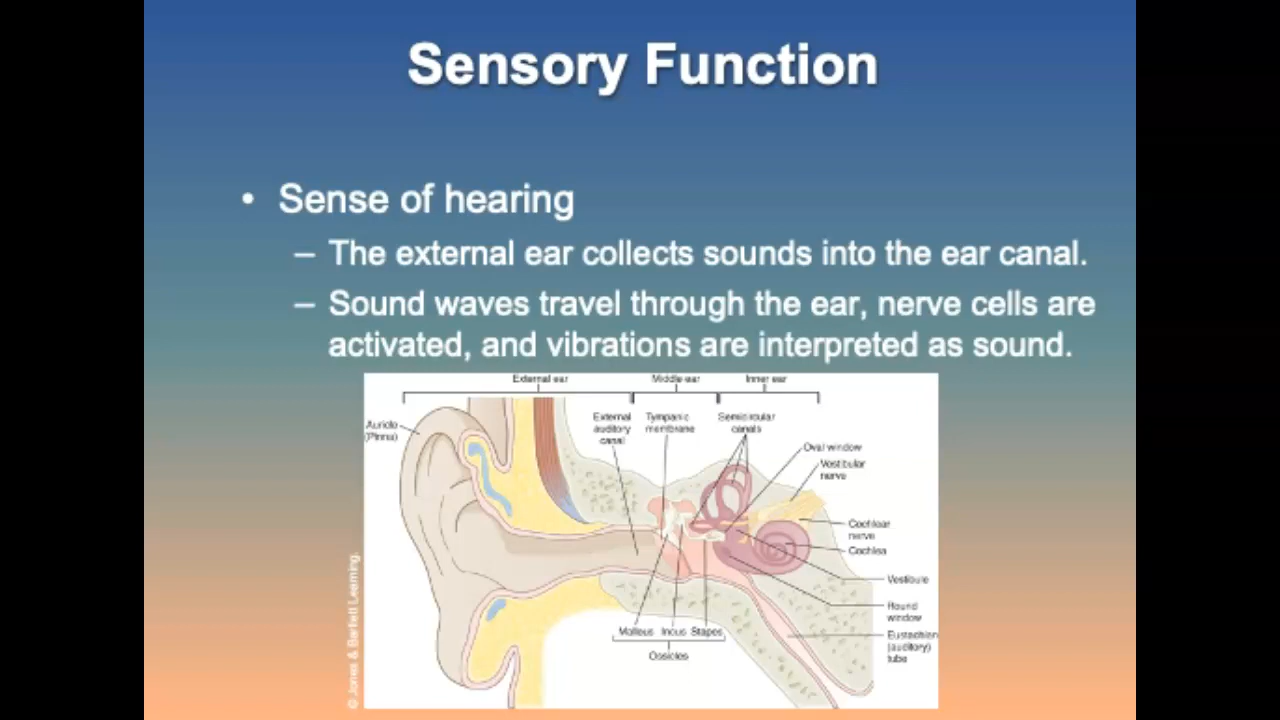 Sensory Function
• Sense of hearing
– The external ear collects sounds into the ear canal.
– Sound waves travel through the ear, nerve cells are
activated, and vibrations are interpreted as sound.
External ear
Middle ear
Inner ear
Auricle
(Pinna)
External
auditory
canal
Tympanic
membrane
Semicircular
canals
Oval window
Vestibular
nerve
Cochlear
nerve
Cochlea
Vestibule
Round
window
Eustachian
(auditory)
tube
Malleus Incus Stapes
Ossicles
© Jones & Bartlett Learning.